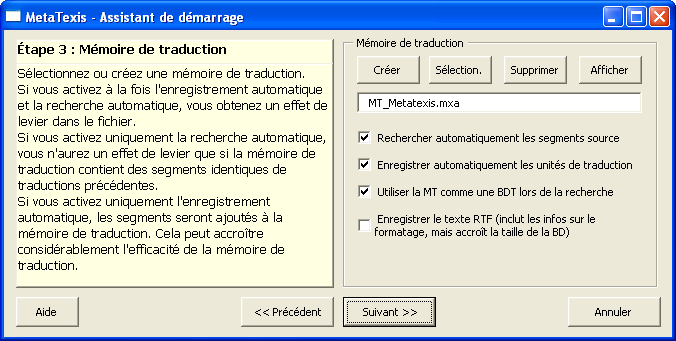 MetaTexis - Assistant de démarrage
Étape 3 : Mémoire de traduction
Sélectionnez ou créez une mémoire de traduction.
Si vous activez à la fois l'enregistrement automatique
et la recherche automatique, vous obtenez un effet de
levier dans le fichier.
Si vous activez uniquement la recherche automatique,
vous n'aurez un effet de levier que si la mémoire de
traduction contient des segments identiques de
traductions précédentes.
Si vous activez uniquement l'enregistrement
automatique, les segments seront ajoutés à la
mémoire de traduction. Cela peut accroître
considérablement l'efficacité de la mémoire de
traduction.
Mémoire de traduction
Créer
Sélection.
Supprimer
Afficher
MT_Metatexis.mxa
Rechercher automatiquement les segments source
Enregistrer automatiquement les unités de traduction
Utiliser la MT comme une BDT lors de la recherche
Enregistrer le texte RTF (inclut les infos sur le
formatage, mais accroît la taille de la BD)
Aide
<< Précédent
Suivant >>
Annuler